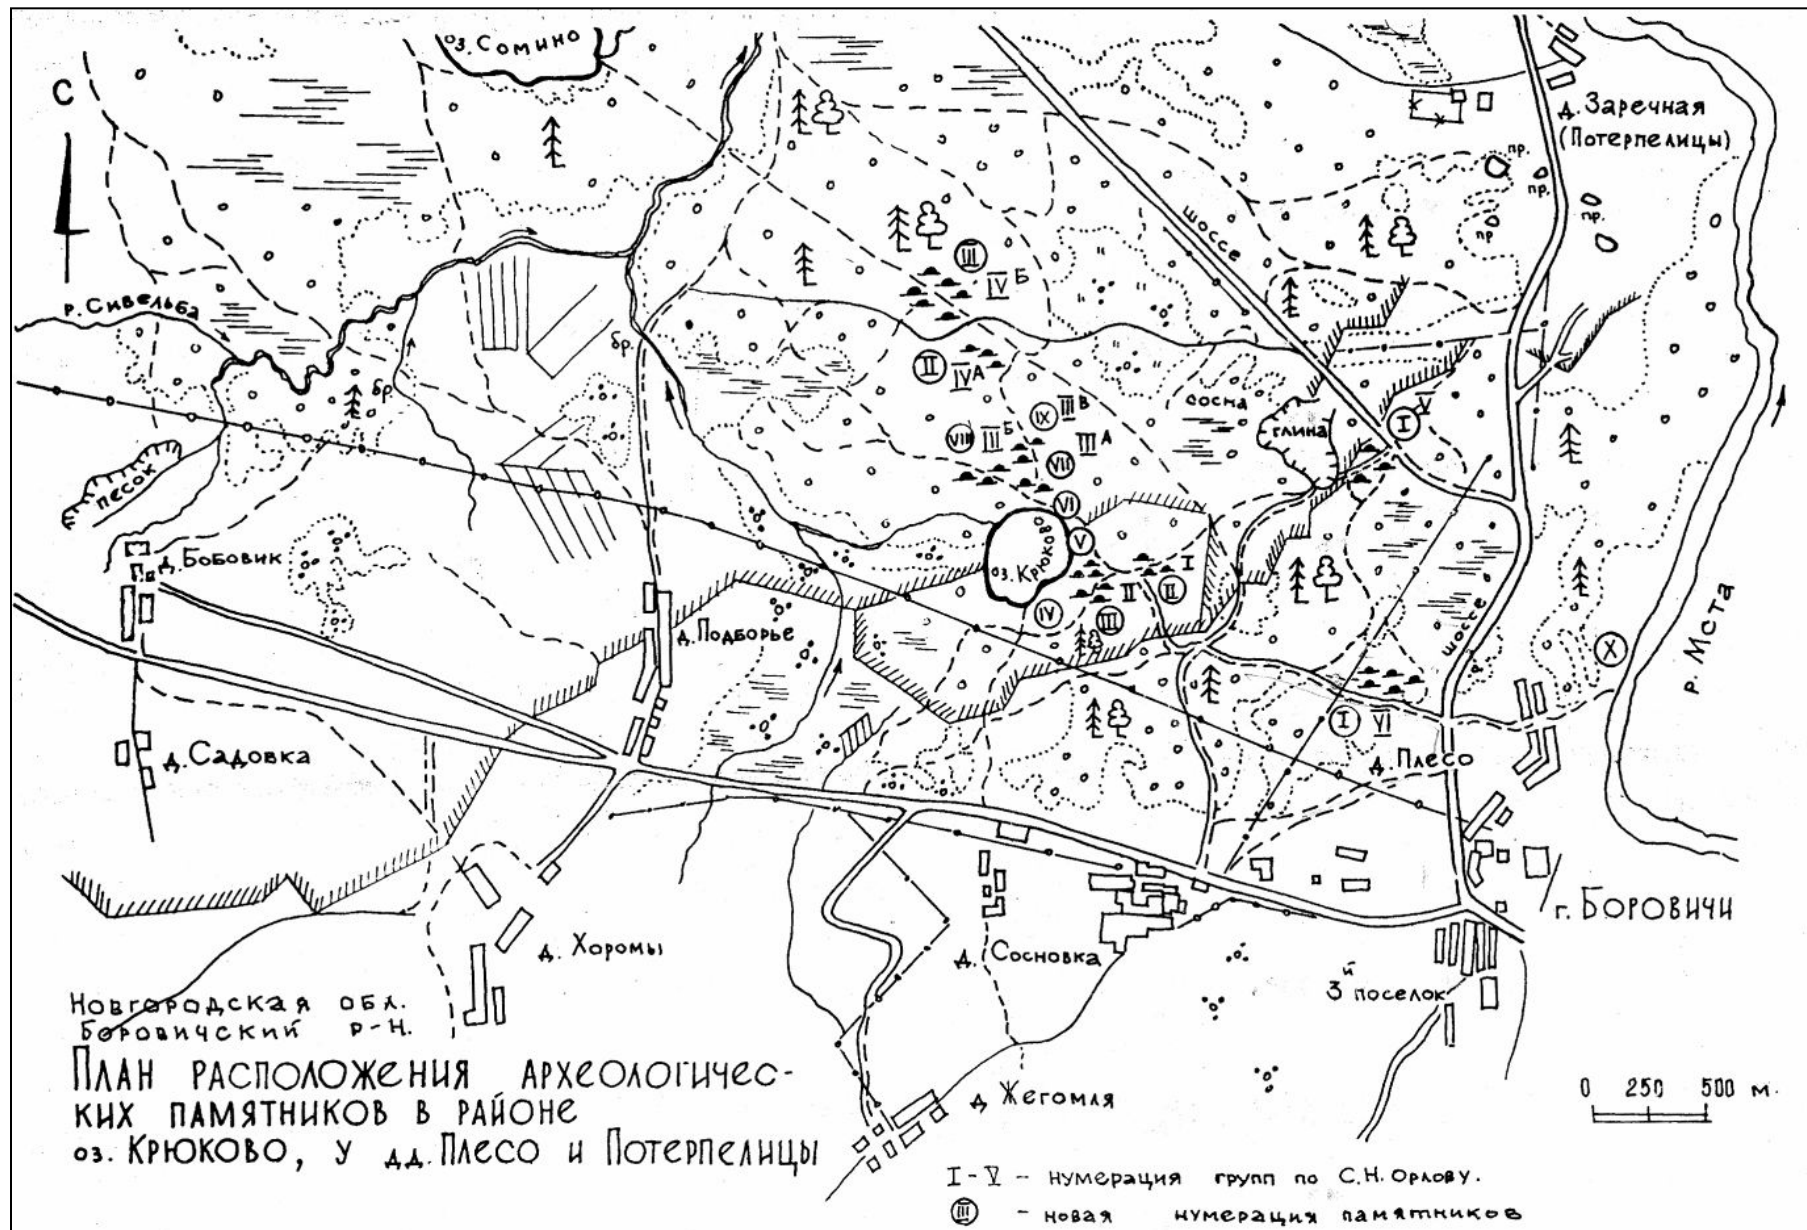 оз. Сомино
С
д. Заречная
(Потерпелицы)
пр.
пр.
пр.
пр.
шоссе
III
IV Б
р. Сивельба
бр.
бр.
II
IV А
IX III В
VIII III Б
III А
VII
VI
V
сосна
глина
I V
песок
д. Бобовик
оз. Крюково
I
II
II
IV
III
д. Подборье
шоссе
X
р. Мста
I VI
д. Плесо
д. Садовка
г. Боровичи
д. Хоромы
д. Сосновка
3й поселок
Новгородская обл.
Боровичский р-н.
План расположения археологичес-
ких памятников в районе
оз. Крюково, у дд. Плесо и Потерпелицы
д Жегомля
0 250 500 м.
I-V - нумерация групп по С.Н. Орлову.
III - новая нумерация памятников